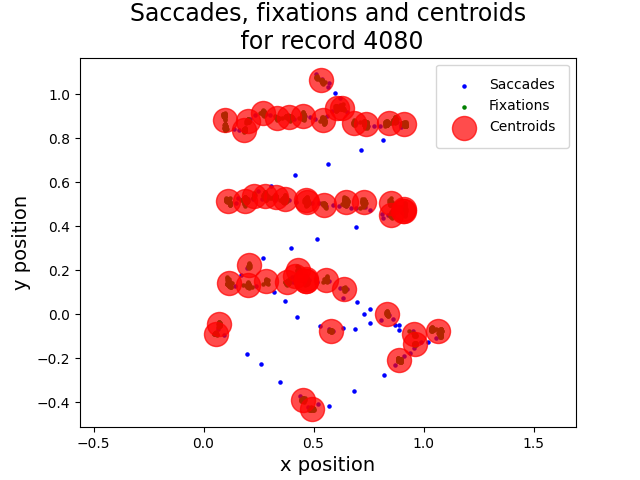 Saccades, fixations and centroids
for record 4080
Saccades
Fixations
Centroids
1.0
0.8
0.6
0.4
0.2
0.0
−0.2
−0.4
y position
−0.5
0.0
0.5
1.0
1.5
x position